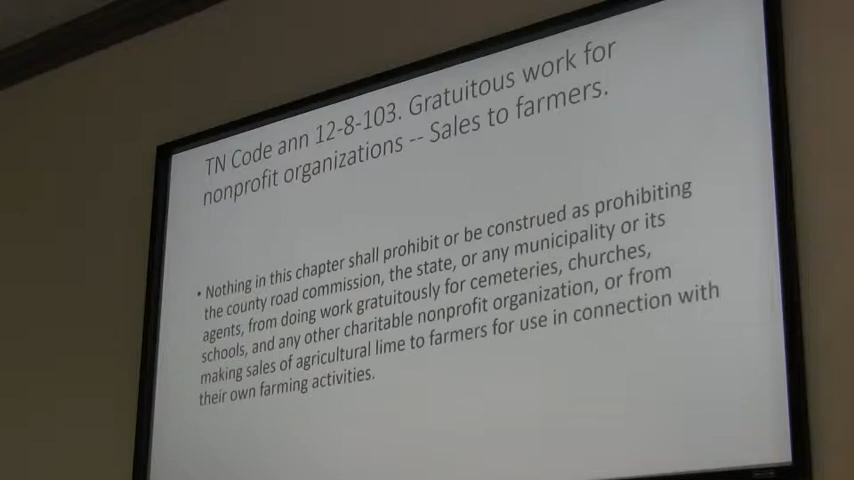 TN Code ann 12-8-103. Gratuitous work for
nonprofit organizations -- Sales to farmers.
• Nothing in this chapter shall prohibit or be construed as prohibiting
the county road commission, the state, or any municipality or its
agents, from doing work gratuitously for cemeteries, churches,
schools, and any other charitable nonprofit organization, or from
making sales of agricultural lime to farmers for use in connection with
their own farming activities.